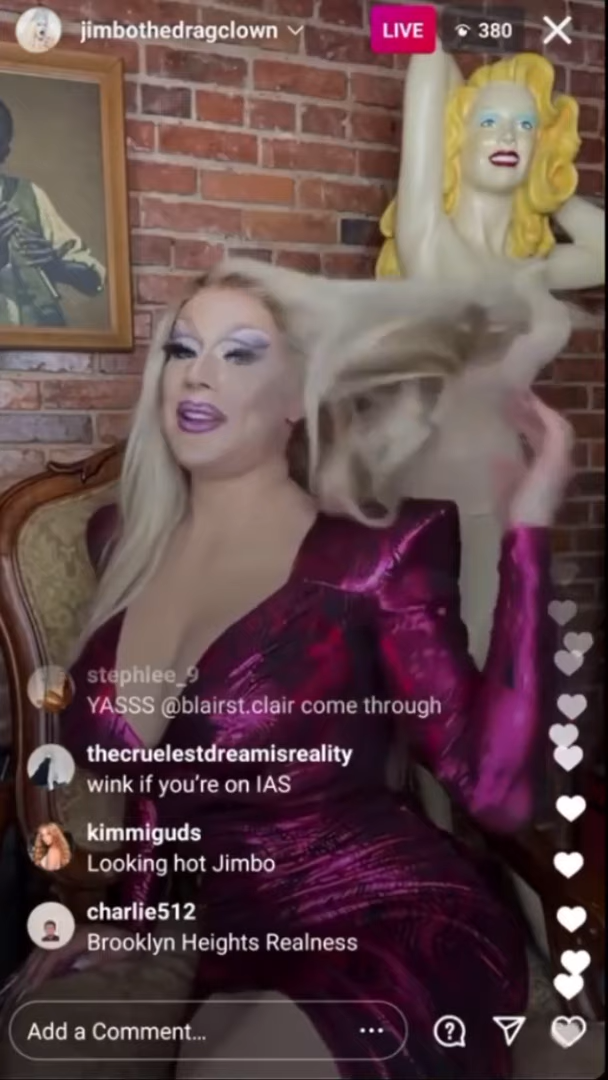 jimbothedragclown
LIVE
380
stephlee_9
YASSS @blairst.clair come through
thecruelestdreamisreality
wink if you're on IAS
kimmiguds
Looking hot Jimbo
charlie512
Brooklyn Heights Realness
Add a Comment...